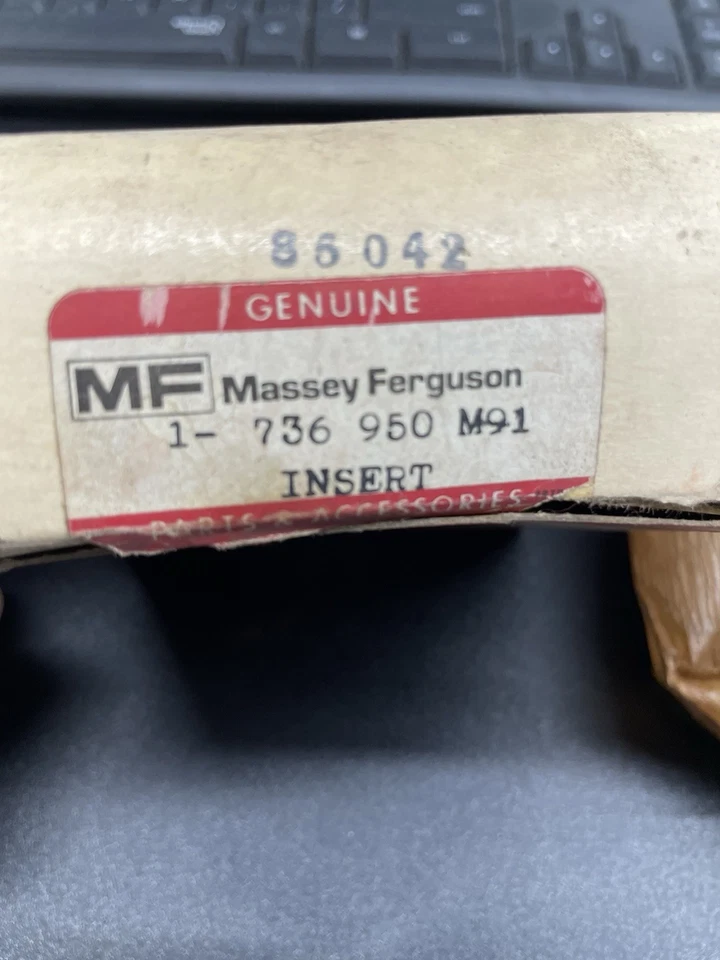 86042
GENUINE
MF Massey Ferguson
1- 736 950 M91
INSERT
PARTS & ACCESSORIES